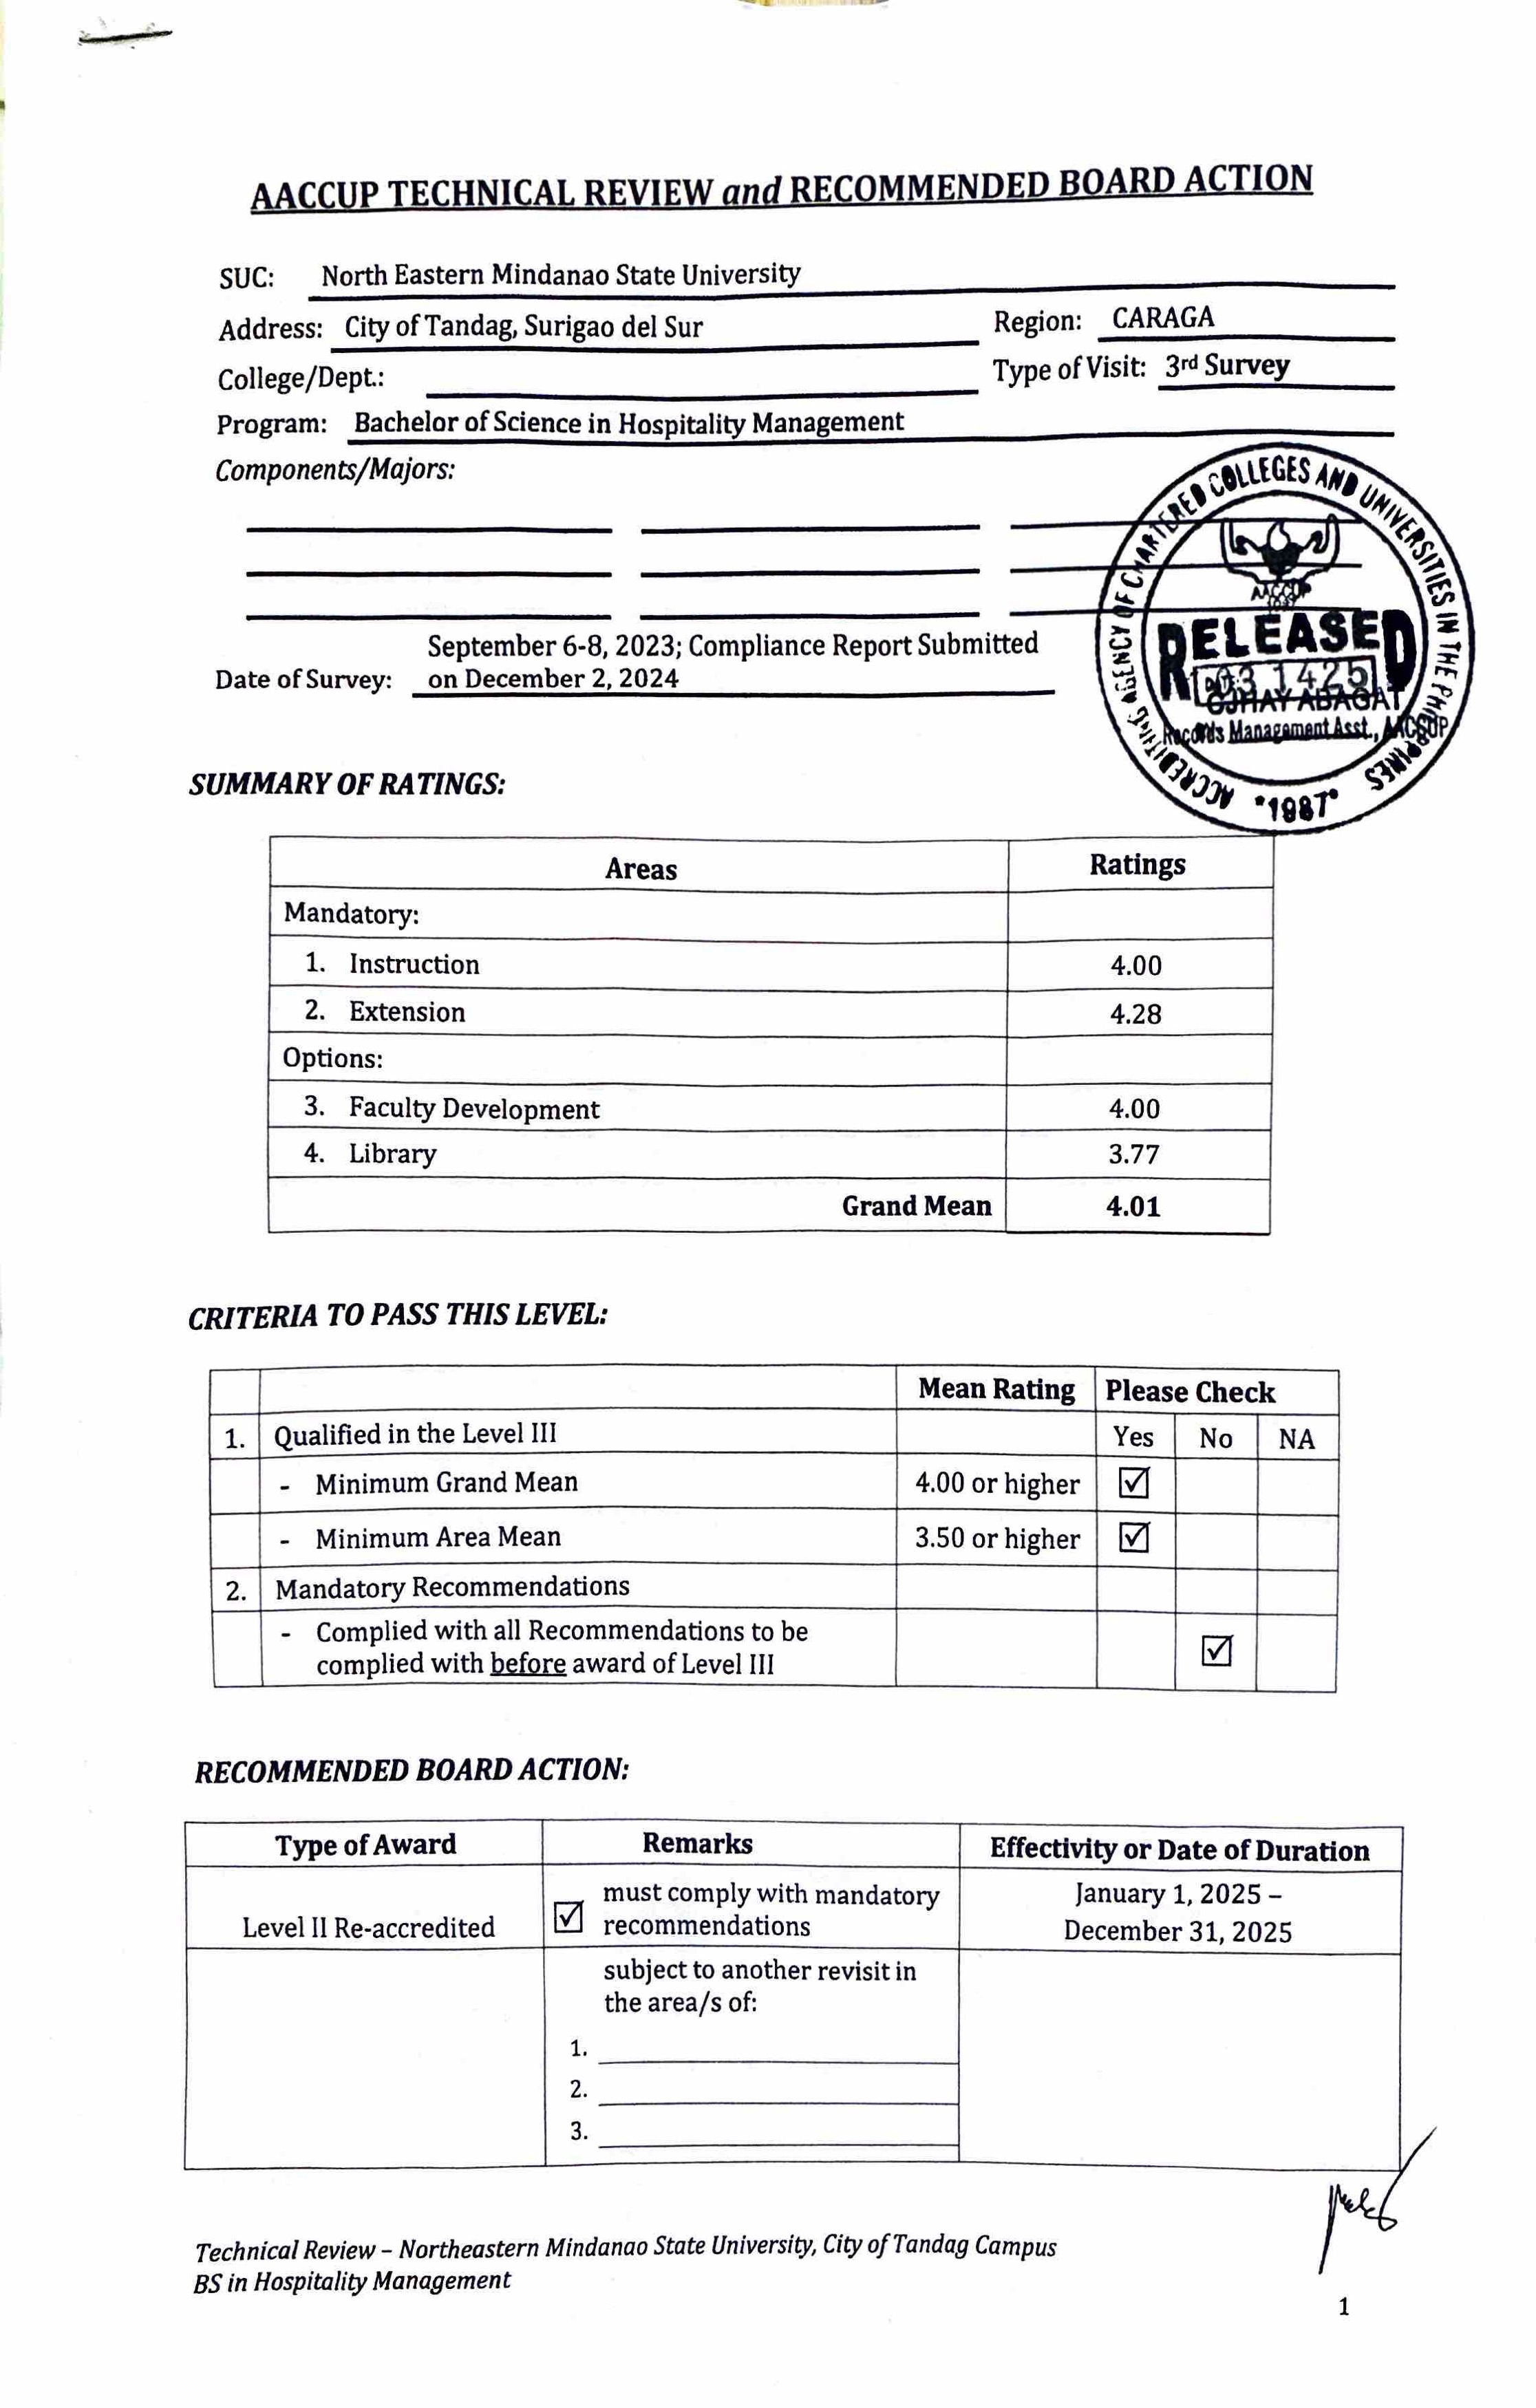 AACCUP TECHNICAL REVIEW and RECOMMENDED BOARD ACTION
SUC: North Eastern Mindanao State University
Address: City of Tandag, Surigao del Sur Region: CARAGA
College/Dept.: Type of Visit: 3rd Survey
Program: Bachelor of Science in Hospitality Management
Components/Majors:
ACCREDITING AGENCY OF CHARTERED COLLEGES AND UNIVERSITIES IN THE PHILIPPINES
AACCUP
1987
RELEASED
03 1425
OJHAY ABAGAT
Records Management Asst., AACCUP
*1987*
September 6-8, 2023; Compliance Report Submitted
Date of Survey: on December 2, 2024
SUMMARY OF RATINGS:
Areas Ratings
Mandatory:
1. Instruction 4.00
2. Extension 4.28
Options:
3. Faculty Development 4.00
4. Library 3.77
Grand Mean 4.01
CRITERIA TO PASS THIS LEVEL:
Mean Rating Please Check
1. Qualified in the Level III Yes No NA
- Minimum Grand Mean 4.00 or higher ☑
- Minimum Area Mean 3.50 or higher ☑
2. Mandatory Recommendations
- Complied with all Recommendations to be
complied with before award of Level III ☑
RECOMMENDED BOARD ACTION:
Type of Award Remarks Effectivity or Date of Duration
must comply with mandatory January 1, 2025 –
Level II Re-accredited ☑ recommendations December 31, 2025
subject to another revisit in
the area/s of:
1.
2.
3.
Technical Review – Northeastern Mindanao State University, City of Tandag Campus
BS in Hospitality Management
1